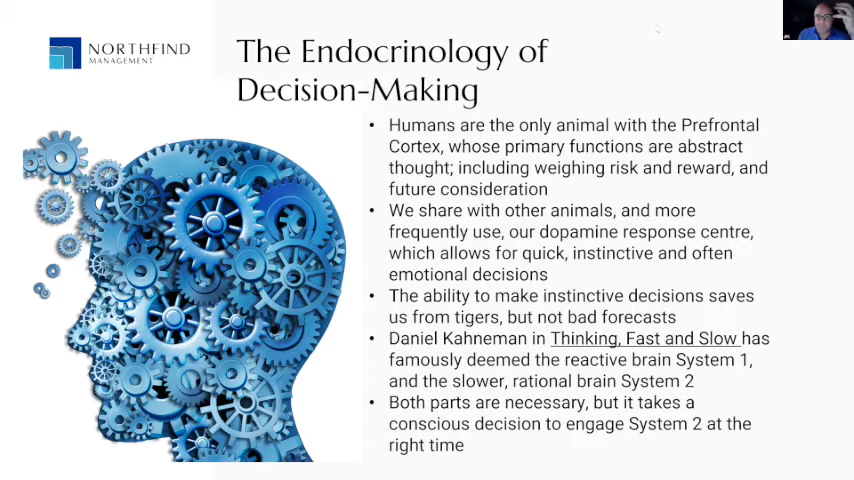 NORTHFIND
MANAGEMENT
The Endocrinology of
Decision-Making
• Humans are the only animal with the Prefrontal
Cortex, whose primary functions are abstract
thought; including weighing risk and reward, and
future consideration
• We share with other animals, and more
frequently use, our dopamine response centre,
which allows for quick, instinctive and often
emotional decisions
• The ability to make instinctive decisions saves
us from tigers, but not bad forecasts
• Daniel Kahneman in Thinking, Fast and Slow has
famously deemed the reactive brain System 1,
and the slower, rational brain System 2
• Both parts are necessary, but it takes a
conscious decision to engage System 2 at the
right time